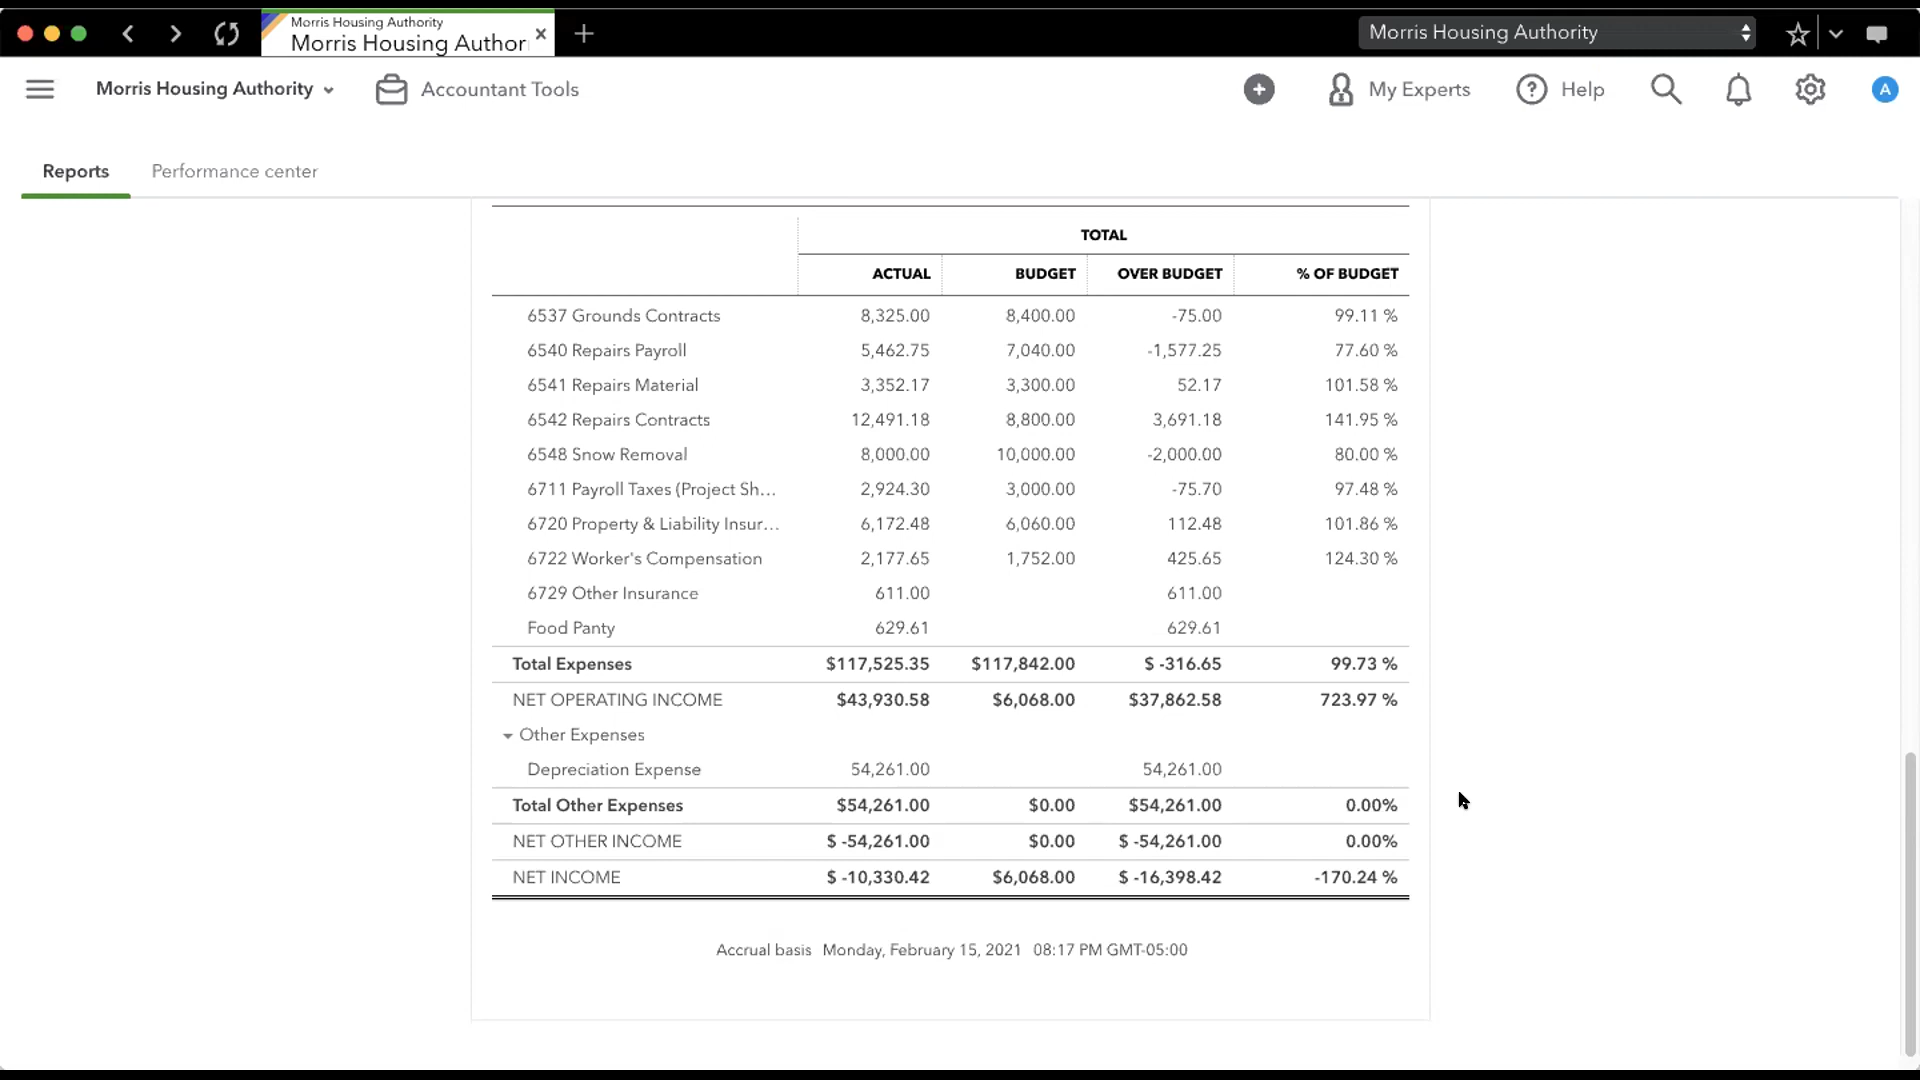 Morris Housing Authority
Morris Housing Author
Morris Housing Authority
Morris Housing Authority
Accountant Tools
My Experts
Help
A
Reports
Performance center
TOTAL
ACTUAL BUDGET OVER BUDGET % OF BUDGET
6537 Grounds Contracts 8,325.00 8,400.00 -75.00 99.11 %
6540 Repairs Payroll 5,462.75 7,040.00 -1,577.25 77.60 %
6541 Repairs Material 3,352.17 3,300.00 52.17 101.58 %
6542 Repairs Contracts 12,491.18 8,800.00 3,691.18 141.95 %
6548 Snow Removal 8,000.00 10,000.00 -2,000.00 80.00 %
6711 Payroll Taxes (Project Sh... 2,924.30 3,000.00 -75.70 97.48 %
6720 Property & Liability Insur... 6,172.48 6,060.00 112.48 101.86 %
6722 Worker's Compensation 2,177.65 1,752.00 425.65 124.30 %
6729 Other Insurance 611.00 611.00
Food Panty 629.61 629.61
Total Expenses $117,525.35 $117,842.00 $ -316.65 99.73 %
NET OPERATING INCOME $43,930.58 $6,068.00 $37,862.58 723.97 %
Other Expenses
Depreciation Expense 54,261.00 54,261.00
Total Other Expenses $54,261.00 $0.00 $54,261.00 0.00%
NET OTHER INCOME $ -54,261.00 $0.00 $ -54,261.00 0.00%
NET INCOME $ -10,330.42 $6,068.00 $ -16,398.42 -170.24 %
Accrual basis Monday, February 15, 2021 08:17 PM GMT-05:00